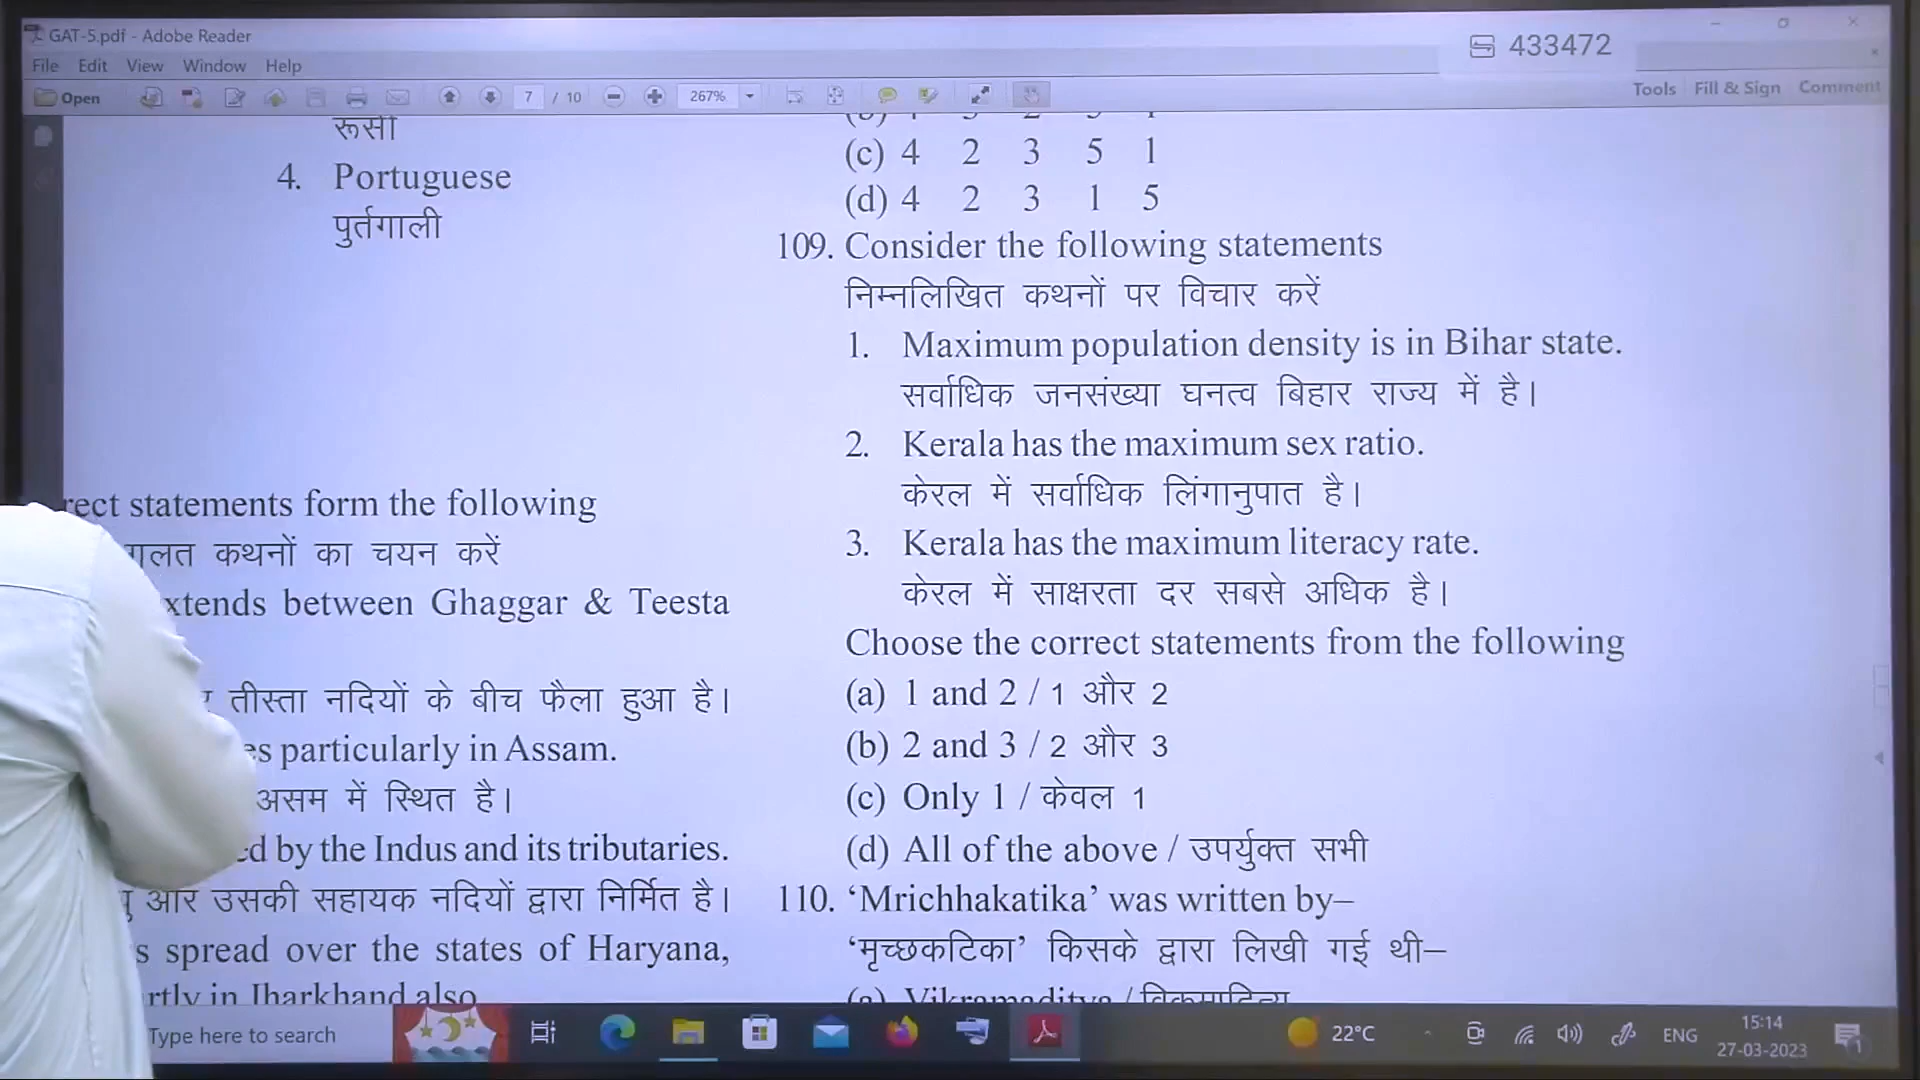 GAT-5.pdf - Adobe Reader
433472
File Edit View Window Help
Open 7 / 10 267% Tools Fill & Sign Comment
रूसी
4. Portuguese
पुर्तगाली
rect statements form the following
गलत कथनों का चयन करें
xtends between Ghaggar & Teesta
तीस्ता नदियों के बीच फैला हुआ है।
es particularly in Assam.
असम में स्थित है।
ed by the Indus and its tributaries.
और उसकी सहायक नदियों द्वारा निर्मित है।
s spread over the states of Haryana,
rtly in Jharkhand also
(c) 4 2 3 5 1
(d) 4 2 3 1 5
109. Consider the following statements
निम्नलिखित कथनों पर विचार करें
1. Maximum population density is in Bihar state.
सर्वाधिक जनसंख्या घनत्व बिहार राज्य में है।
2. Kerala has the maximum sex ratio.
केरल में सर्वाधिक लिंगानुपात है।
3. Kerala has the maximum literacy rate.
केरल में साक्षरता दर सबसे अधिक है।
Choose the correct statements from the following
(a) 1 and 2 / 1 और 2
(b) 2 and 3 / 2 और 3
(c) Only 1 / केवल 1
(d) All of the above / उपर्युक्त सभी
110. ‘Mrichhakatika’ was written by–
‘मृच्छकटिका’ किसके द्वारा लिखी गई थी–
(a) Vikramaditya / विक्रमादित्य
Type here to search
22°C
ENG
15:14
27-03-2023
1